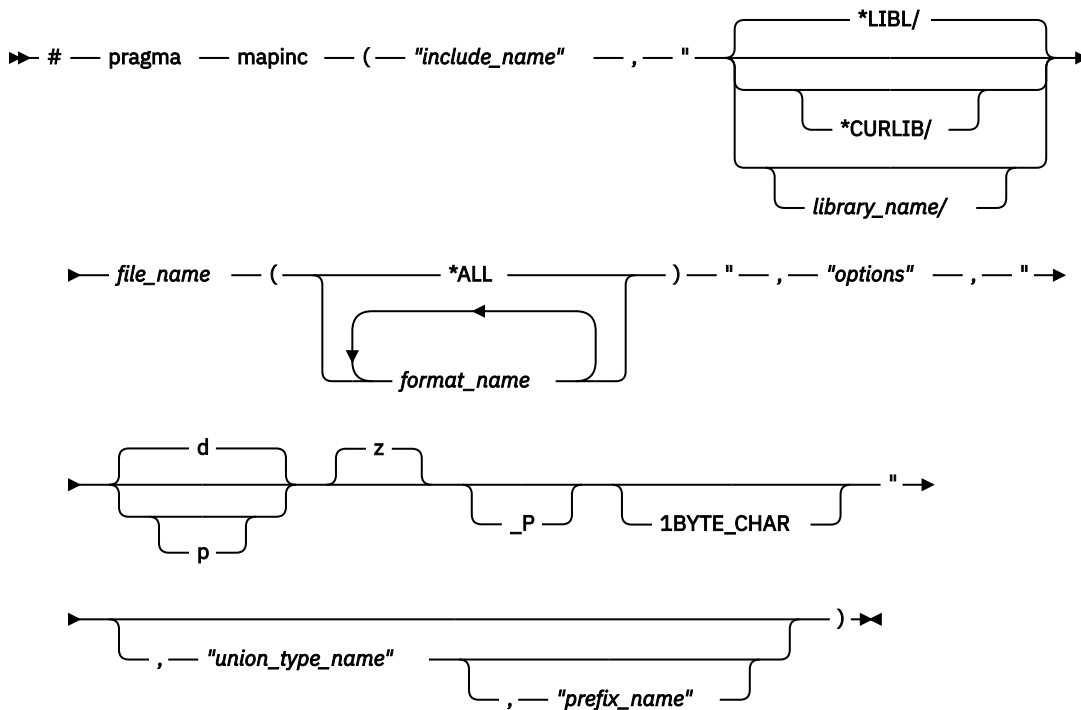 *LIBL/
# pragma mapinc ( "include_name" , "
*CURLIB/
library_name/
file_name ( *ALL ) " , "options" , "
format_name
d z
_P 1BYTE_CHAR "
p
)
, "union_type_name"
, "prefix_name"